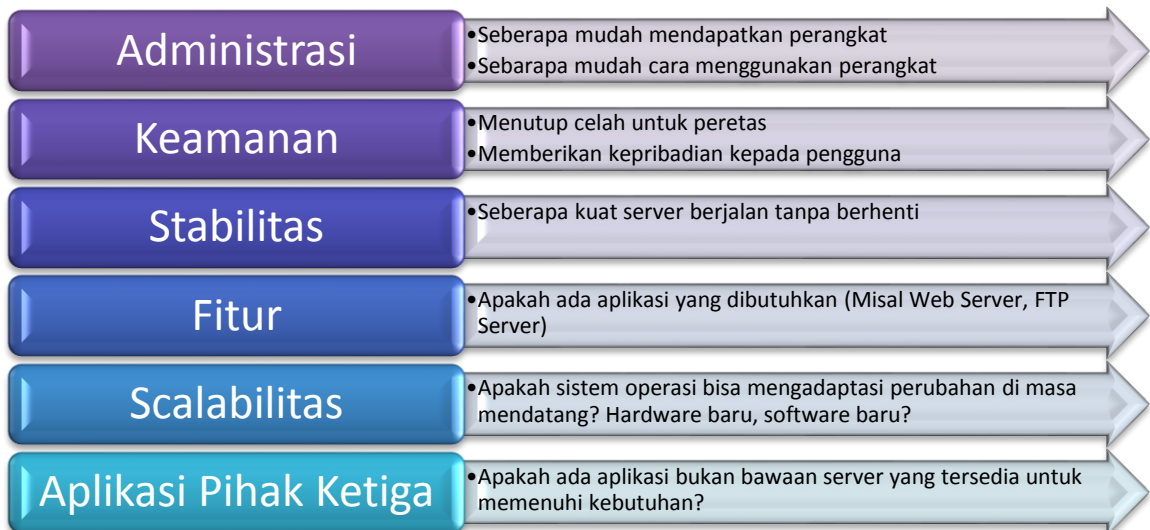 Administrasi
•Seberapa mudah mendapatkan perangkat
•Sebarapa mudah cara menggunakan perangkat
Keamanan
•Menutup celah untuk peretas
•Memberikan kepribadian kepada pengguna
Stabilitas
•Seberapa kuat server berjalan tanpa berhenti
Fitur
•Apakah ada aplikasi yang dibutuhkan (Misal Web Server, FTP
Server)
Scalabilitas
•Apakah sistem operasi bisa mengadaptasi perubahan di masa
mendatang? Hardware baru, software baru?
Aplikasi Pihak Ketiga
•Apakah ada aplikasi bukan bawaan server yang tersedia untuk
memenuhi kebutuhan?